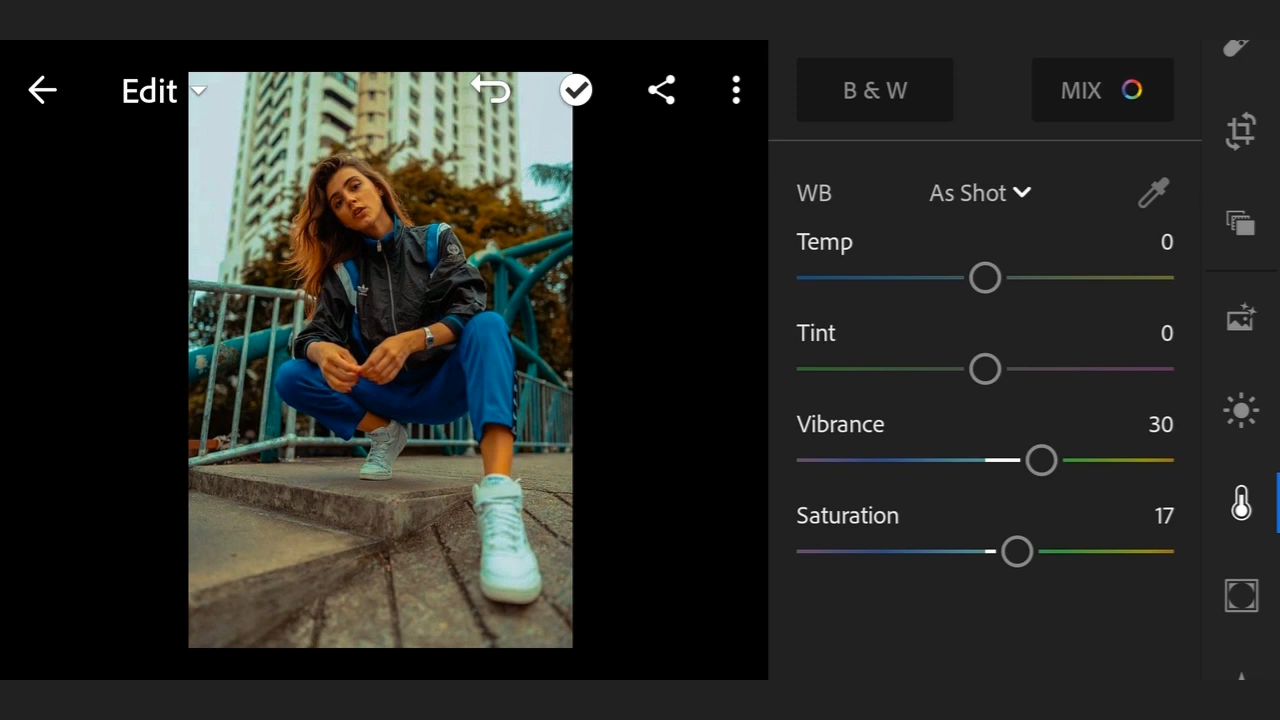 Edit
B & W
MIX
WB
As Shot
Temp
0
Tint
0
Vibrance
30
Saturation
17